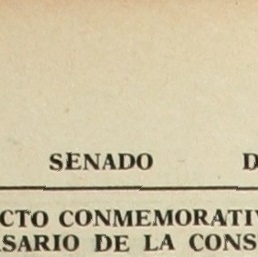 SENADO D
CTO CONMEMORATIV
SARIO DE LA CONS